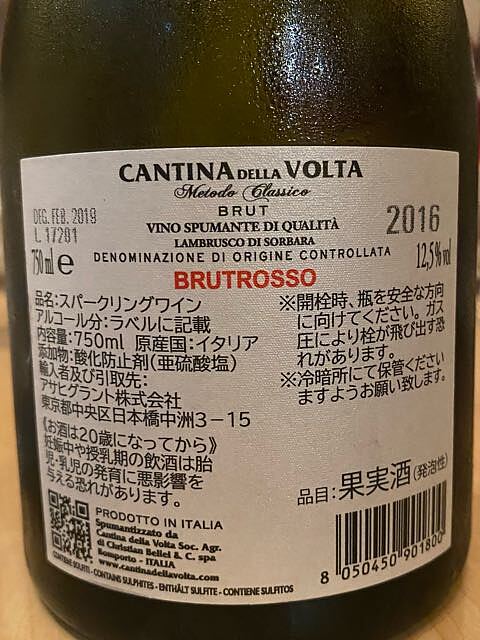 CANTINA DELLA VOLTA
Metodo Classico
BRUT
VINO SPUMANTE DI QUALITÀ
LAMBRUSCO DI SORBARA
DENOMINAZIONE DI ORIGINE CONTROLLATA
BRUTROSSO
DEG. FEB. 2019
L. 17281
750 ml e
2016
12,5% vol
品名:スパークリングワイン
アルコール分:ラベルに記載
内容量:750ml 原産国:イタリア
添加物:酸化防止剤(亜硫酸塩)
輸入者及び引取先:
アサヒグラント株式会社
東京都中央区日本橋中洲3-15
《お酒は20歳になってから》
妊娠中や授乳期の飲酒は胎
児・乳児の発育に悪影響を
与える恐れがあります。
※開栓時、瓶を安全な方向
に向けてください。ガス
圧により栓が飛び出す恐
れがあります。
※冷暗所にて保管ください
ますようお願い致します。
品目:果実酒(発泡性)
PRODOTTO IN ITALIA
Spumantizzato da
Cantina della Volta Soc. Agr.
di Christian Bellei & C. spa
Bomporto - ITALIA
www.cantinadellavolta.com
CONTIENE SOLFITI - CONTAINS SULPHITES - ENTHÄLT SULFITE - CONTIENE SULFITOS
8 050450 901800